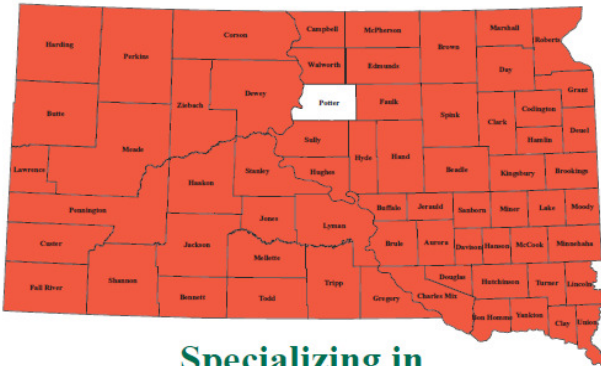 Harding
Perkins
Corson
Campbell
McPherson
Brown
Marshall
Roberts
Walworth
Edmunds
Day
Butte
Ziebach
Dewey
Potter
Faulk
Spink
Clark
Codington
Grant
Deuel
Hamlin
Meade
Sully
Hyde
Hand
Lawrence
Haakon
Stanley
Hughes
Beadle
Kingsbury
Brookings
Pennington
Jones
Lyman
Buffalo
Jerauld
Sanborn
Miner
Lake
Moody
Custer
Jackson
Mellette
Brule
Aurora
Davison
Hanson
McCook
Minnehaha
Fall River
Shannon
Bennett
Todd
Tripp
Gregory
Charles Mix
Douglas
Hutchinson
Turner
Lincoln
Bon Homme
Yankton
Clay
Union
Specializing in